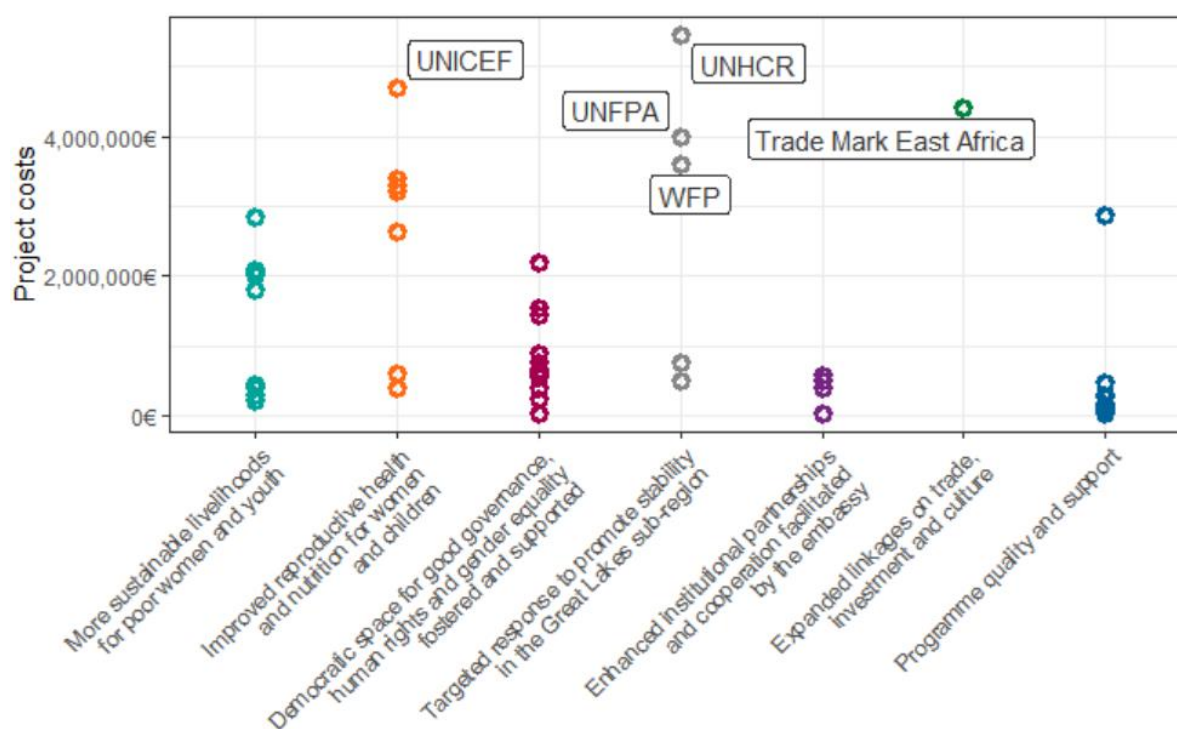 UNICEF
UNHCR
UNFPA
Trade Mark East Africa
WFP
Project costs
4,000,000€
2,000,000€
0€
More sustainable livelihoods
for poor women and youth
Improved reproductive health
and nutrition for women
and children
Democratic space for good governance,
human rights and gender equality
fostered and supported
Targeted response to promote stability
in the Great Lakes sub-region
Enhanced institutional partnerships
and cooperation facilitated
by the embassy
Expanded linkages on trade,
investment and culture
Programme quality and support